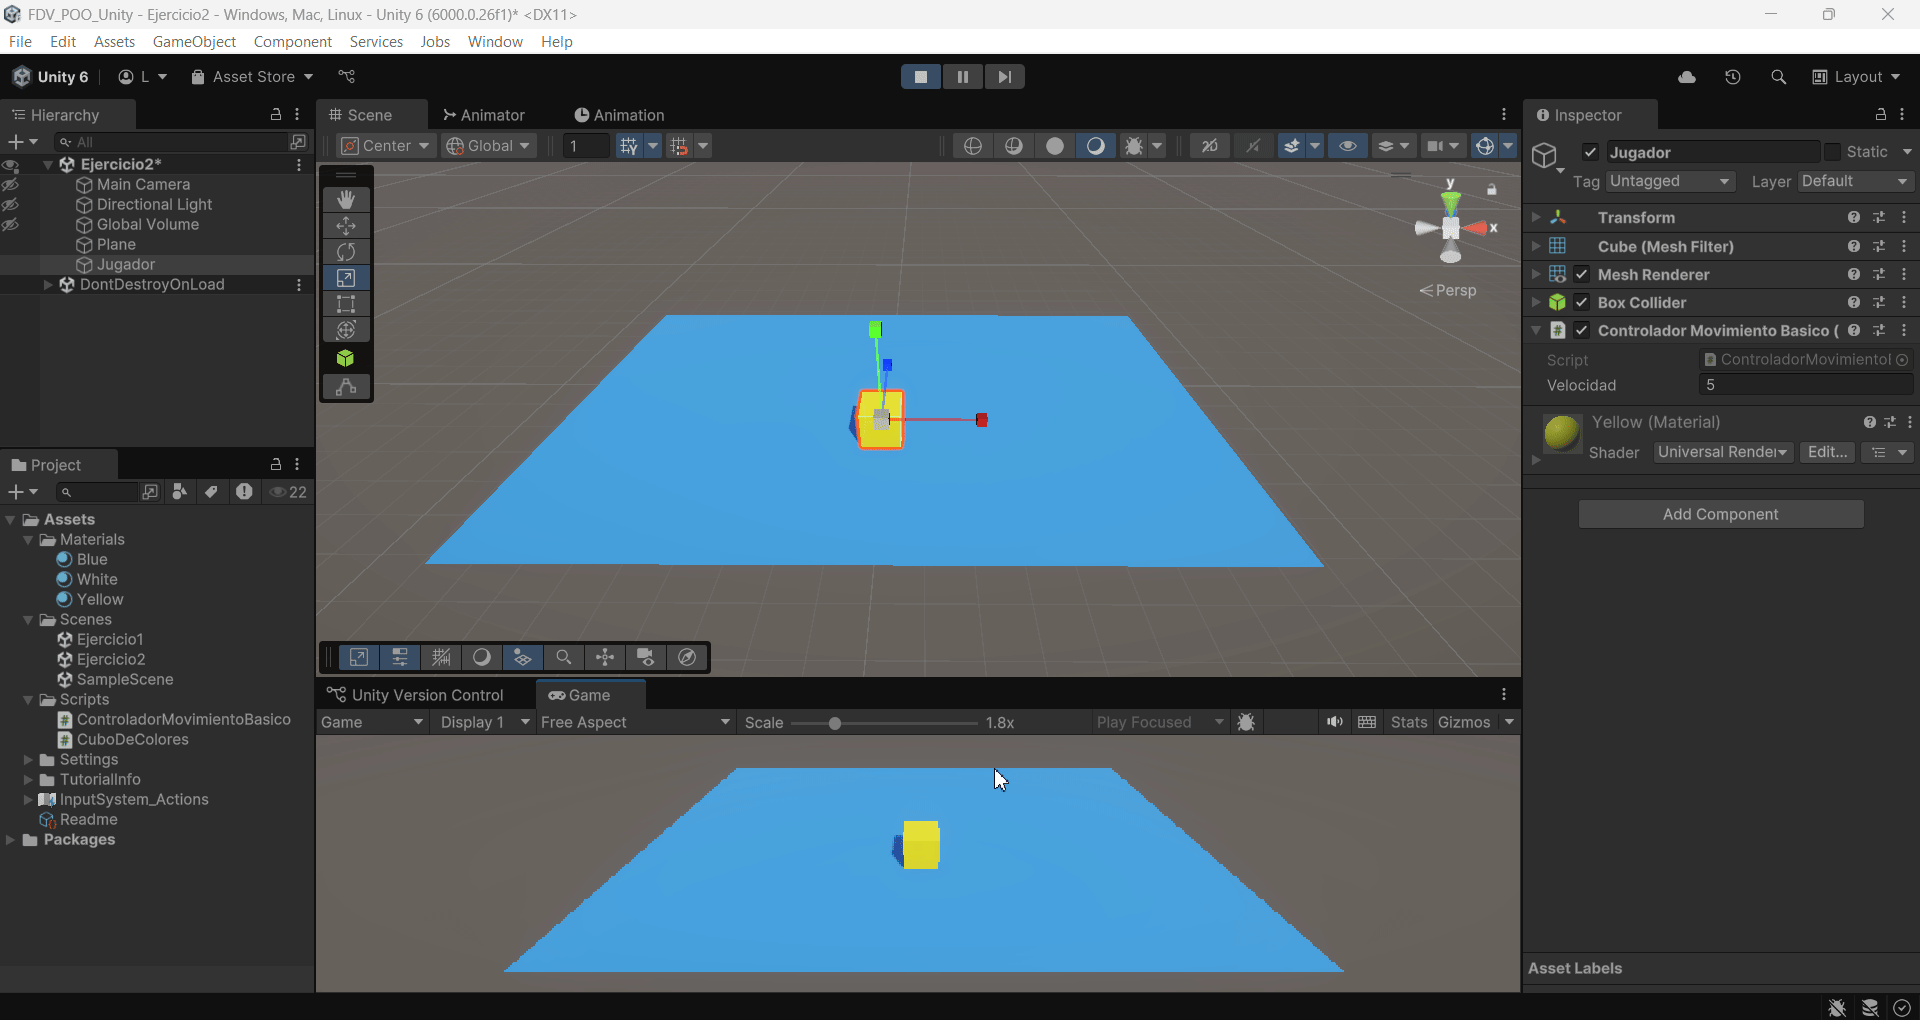 FDV_POO_Unity - Ejercicio2 - Windows, Mac, Linux - Unity 6 (6000.0.26f1)* <DX11>
File Edit Assets GameObject Component Services Jobs Window Help
Unity 6 L Asset Store Layout
Hierarchy
All
Ejercicio2*
Main Camera
Directional Light
Global Volume
Plane
Jugador
DontDestroyOnLoad
Project
22
Assets
Materials
Blue
White
Yellow
Scenes
Ejercicio1
Ejercicio2
SampleScene
Scripts
ControladorMovimientoBasico
CuboDeColores
Settings
TutorialInfo
InputSystem_Actions
Readme
Packages
Scene Animator Animation
Center Global 1 2D
y
x
Persp
Unity Version Control Game
Game Display 1 Free Aspect Scale 1.8x Play Focused Stats Gizmos
Inspector
Jugador Static
Tag Untagged Layer Default
Transform
Cube (Mesh Filter)
Mesh Renderer
Box Collider
Controlador Movimiento Basico (
Script ControladorMovimientoI
Velocidad 5
Yellow (Material)
Shader Universal Render Edit...
Add Component
Asset Labels